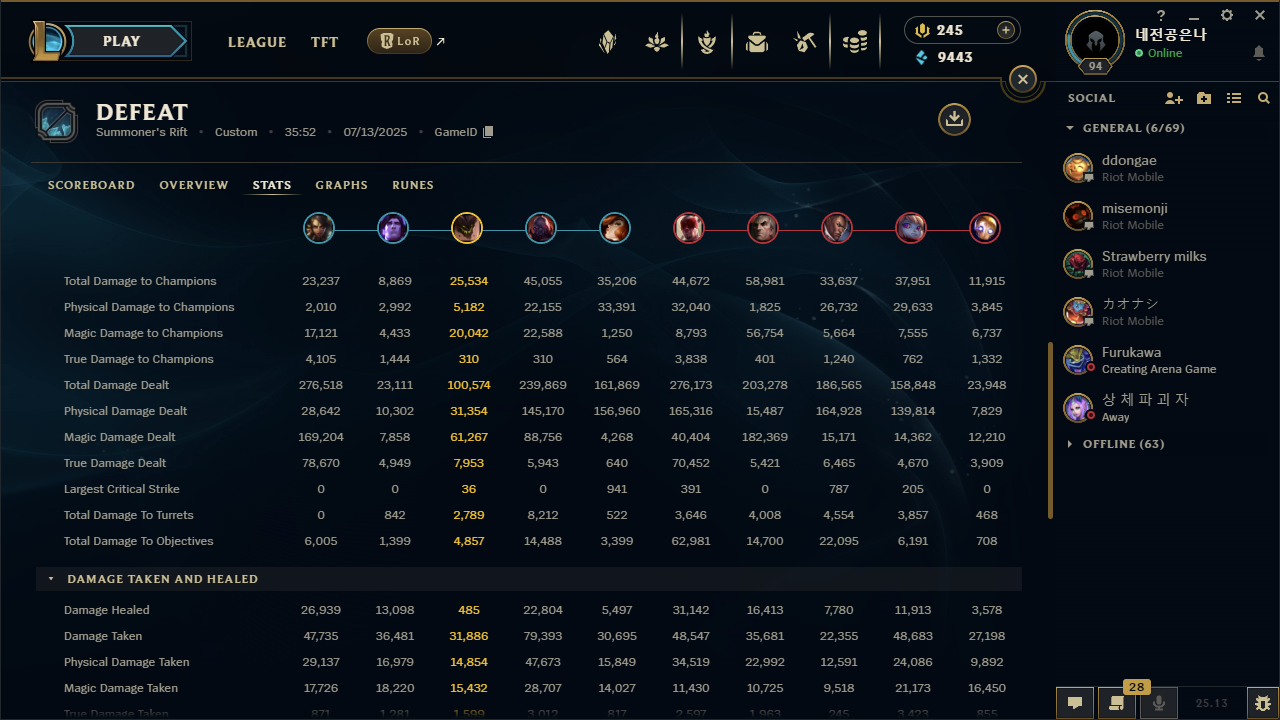 PLAY
LEAGUE TFT LoR
245
9443
94
네전공은나
Online
DEFEAT
Summoner's Rift • Custom • 35:52 • 07/13/2025 • GameID
SCOREBOARD OVERVIEW STATS GRAPHS RUNES
Total Damage to Champions 23,237 8,869 25,534 45,055 35,206 44,672 58,981 33,637 37,951 11,915
Physical Damage to Champions 2,010 2,992 5,182 22,155 33,391 32,040 1,825 26,732 29,633 3,845
Magic Damage to Champions 17,121 4,433 20,042 22,588 1,250 8,793 56,754 5,664 7,555 6,737
True Damage to Champions 4,105 1,444 310 310 564 3,838 401 1,240 762 1,332
Total Damage Dealt 276,518 23,111 100,574 239,869 161,869 276,173 203,278 186,565 158,848 23,948
Physical Damage Dealt 28,642 10,302 31,354 145,170 156,960 165,316 15,487 164,928 139,814 7,829
Magic Damage Dealt 169,204 7,858 61,267 88,756 4,268 40,404 182,369 15,171 14,362 12,210
True Damage Dealt 78,670 4,949 7,953 5,943 640 70,452 5,421 6,465 4,670 3,909
Largest Critical Strike 0 0 36 0 941 391 0 787 205 0
Total Damage To Turrets 0 842 2,789 8,212 522 3,646 4,008 4,554 3,857 468
Total Damage To Objectives 6,005 1,399 4,857 14,488 3,399 62,981 14,700 22,095 6,191 708
DAMAGE TAKEN AND HEALED
Damage Healed 26,939 13,098 485 22,804 5,497 31,142 16,413 7,780 11,913 3,578
Damage Taken 47,735 36,481 31,886 79,393 30,695 48,547 35,681 22,355 48,683 27,198
Physical Damage Taken 29,137 16,979 14,854 47,673 15,849 34,519 22,992 12,591 24,086 9,892
Magic Damage Taken 17,726 18,220 15,432 28,707 14,027 11,430 10,725 9,518 21,173 16,450
True Damage Taken 871 1,281 1,599 3,012 817 2,597 1,963 245 3,423 855
SOCIAL
GENERAL (6/69)
ddongae
Riot Mobile
misemonji
Riot Mobile
Strawberry milks
Riot Mobile
カオナシ
Riot Mobile
Furukawa
Creating Arena Game
상 체 파 괴 자
Away
OFFLINE (63)
28
25.13